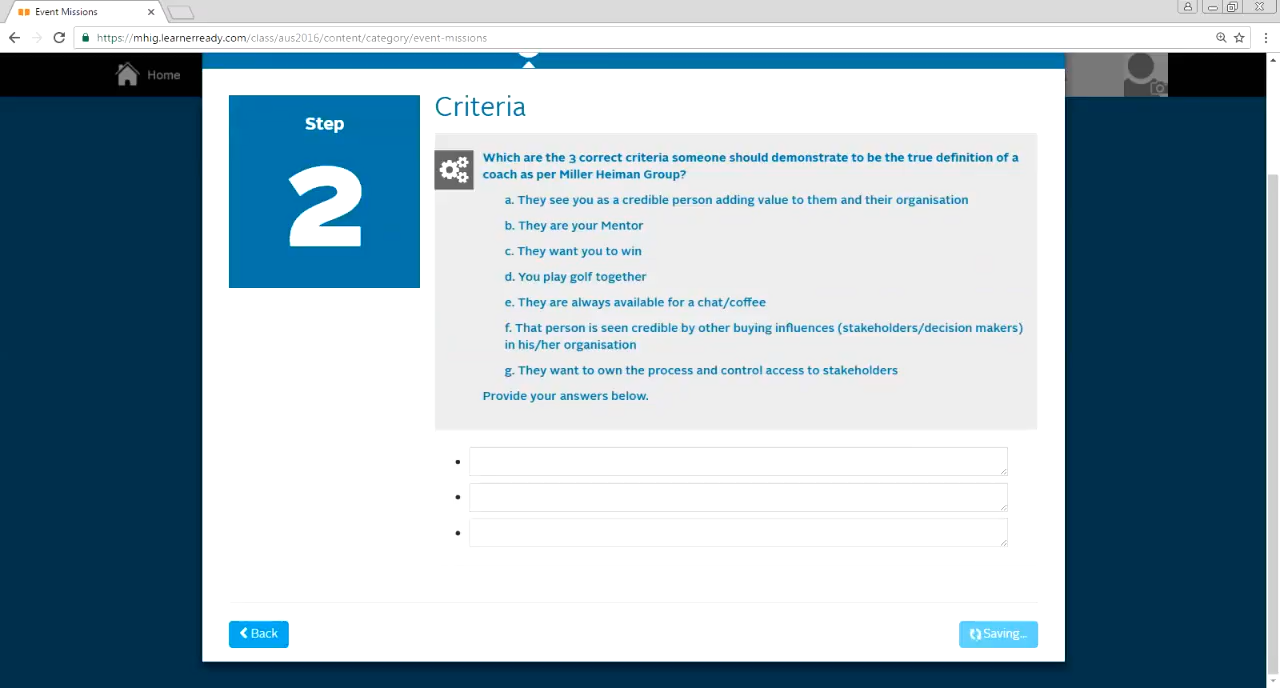 Event Missions
https://mhig.learnerready.com/class/aus2016/content/category/event-missions
Home
Step
2
Criteria
Which are the 3 correct criteria someone should demonstrate to be the true definition of a
coach as per Miller Heiman Group?
a. They see you as a credible person adding value to them and their organisation
b. They are your Mentor
c. They want you to win
d. You play golf together
e. They are always available for a chat/coffee
f. That person is seen credible by other buying influences (stakeholders/decision makers)
in his/her organisation
g. They want to own the process and control access to stakeholders
Provide your answers below.
Back
Saving...